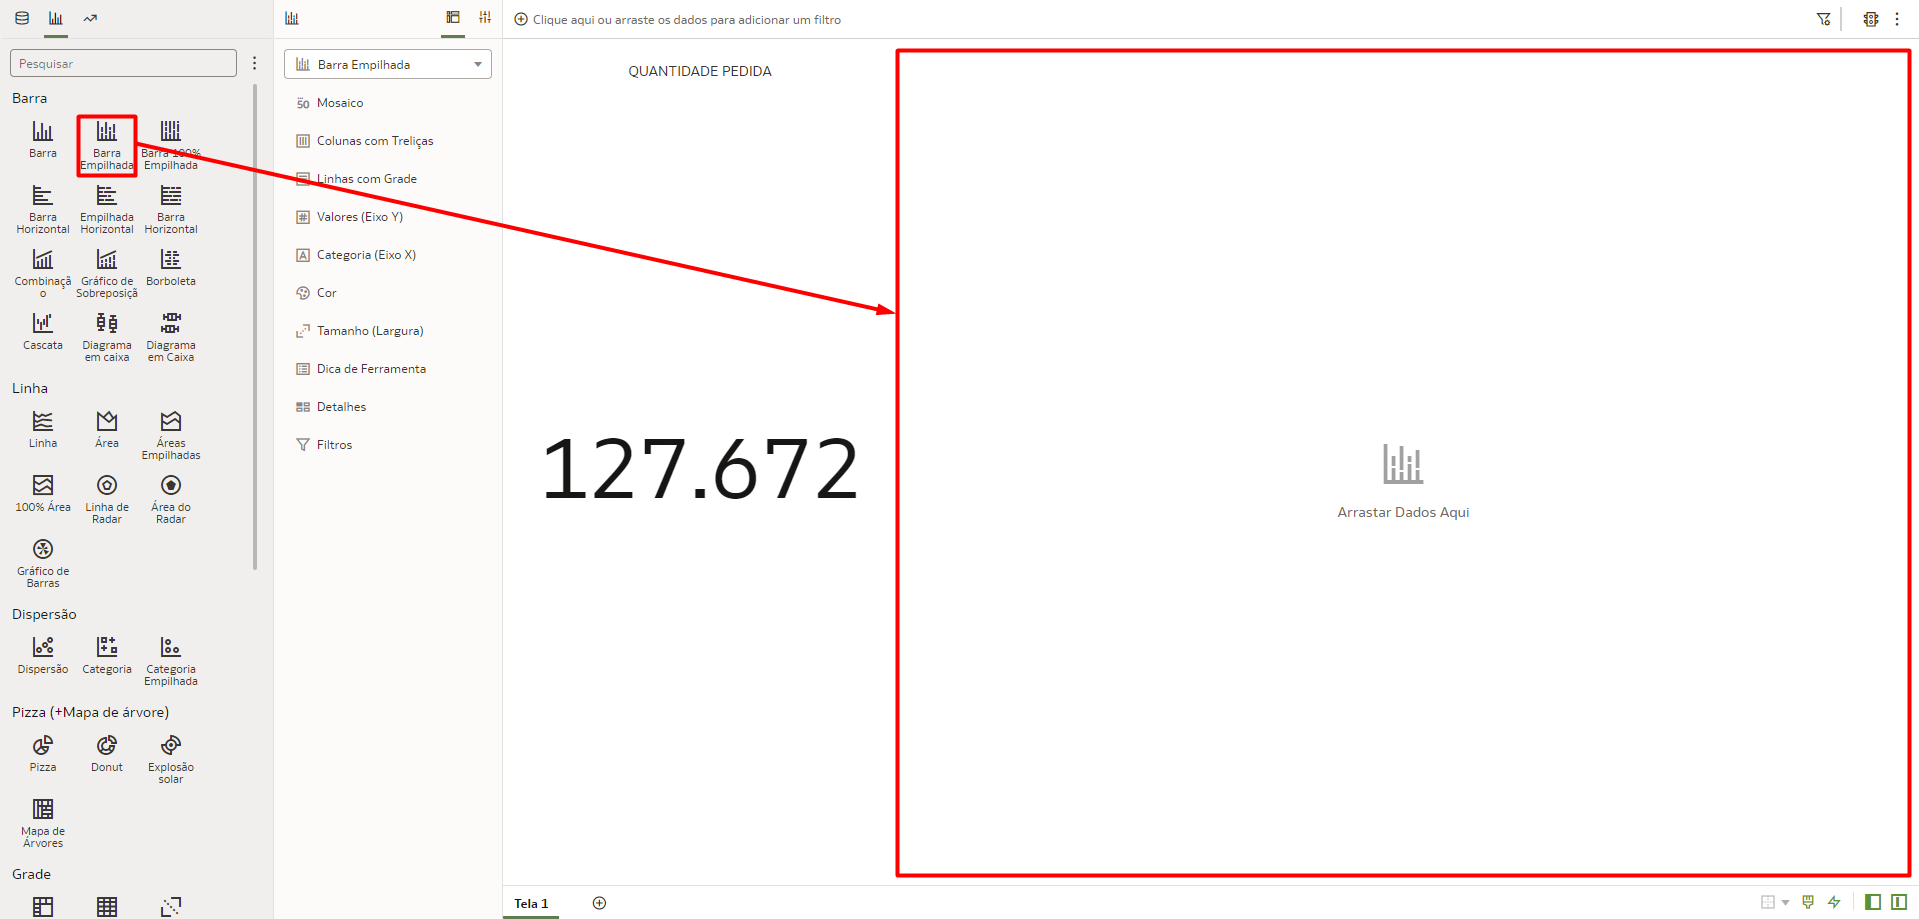 Pesquisar
Barra
Barra
Barra
Empilhada
Barra 100%
Empilhada
Barra
Horizontal
Empilhada
Horizontal
Barra
Horizontal
Combinaçã
o
Gráfico de
Sobreposiçã
Borboleta
Cascata
Diagrama
em caixa
Diagrama
em Caixa
Linha
Linha
Área
Áreas
Empilhadas
100% Área
Linha de
Radar
Área do
Radar
Gráfico de
Barras
Dispersão
Dispersão
Categoria
Categoria
Empilhada
Pizza (+Mapa de árvore)
Pizza
Donut
Explosão
solar
Mapa de
Árvores
Grade
Barra Empilhada
50 Mosaico
Colunas com Treliças
Linhas com Grade
# Valores (Eixo Y)
A Categoria (Eixo X)
Cor
Tamanho (Largura)
Dica de Ferramenta
Detalhes
Filtros
Clique aqui ou arraste os dados para adicionar um filtro
QUANTIDADE PEDIDA
127.672
Arrastar Dados Aqui
Tela 1